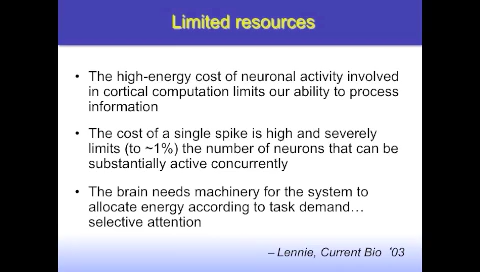 Limited resources
• The high-energy cost of neuronal activity involved
in cortical computation limits our ability to process
information
• The cost of a single spike is high and severely
limits (to ~1%) the number of neurons that can be
substantially active concurrently
• The brain needs machinery for the system to
allocate energy according to task demand…
selective attention
– Lennie, Current Bio '03